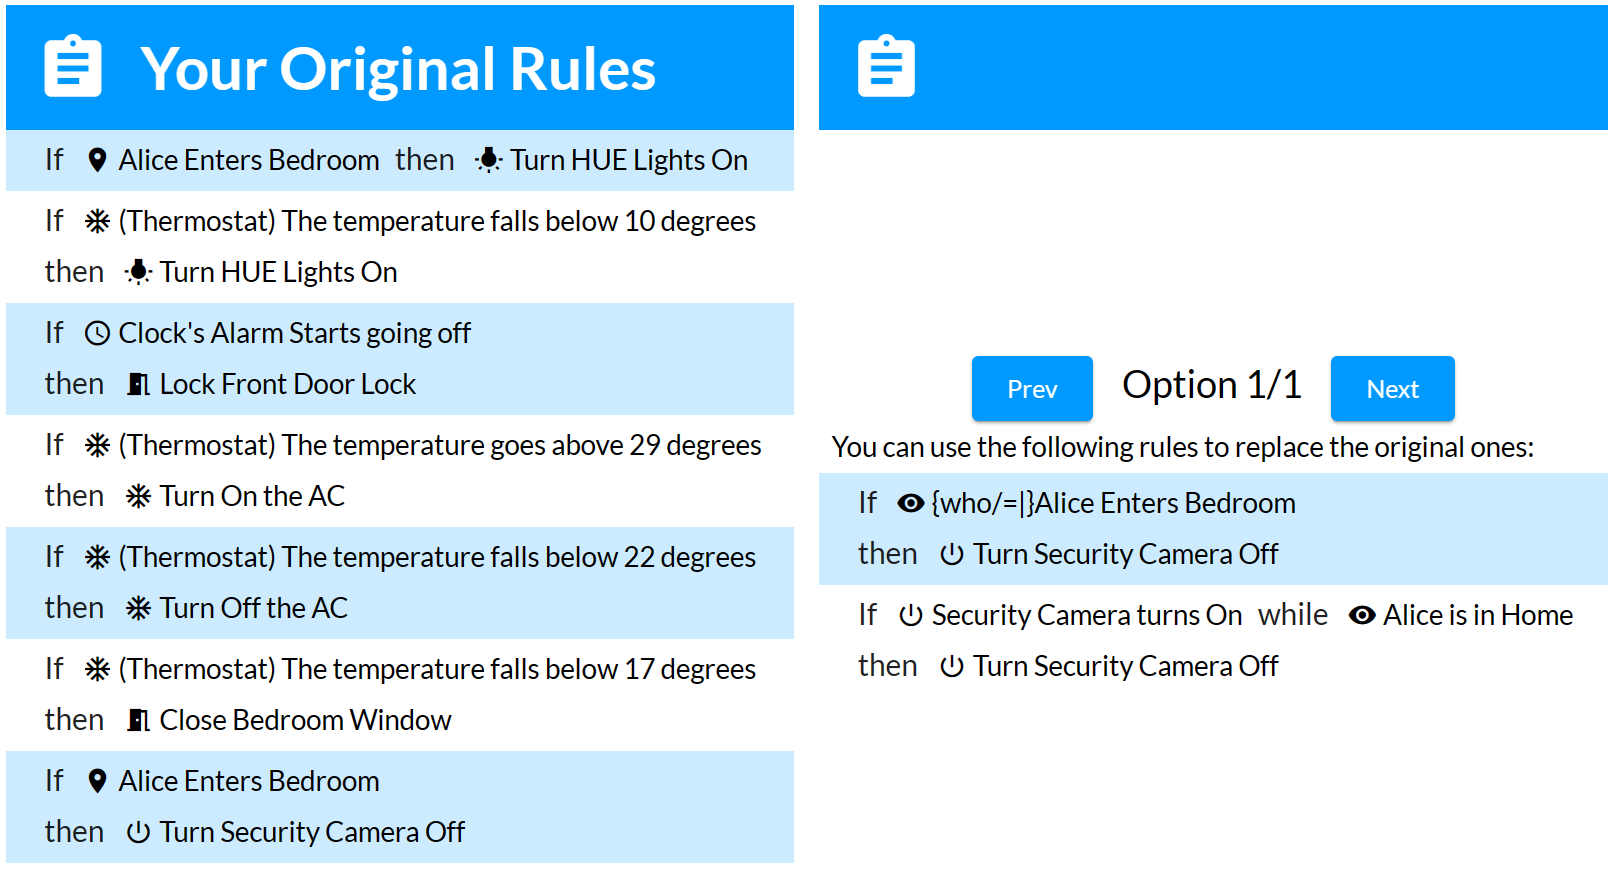 Your Original Rules
If Alice Enters Bedroom then Turn HUE Lights On
If (Thermostat) The temperature falls below 10 degrees
then Turn HUE Lights On
If Clock's Alarm Starts going off
then Lock Front Door Lock
If (Thermostat) The temperature goes above 29 degrees
then Turn On the AC
If (Thermostat) The temperature falls below 22 degrees
then Turn Off the AC
If (Thermostat) The temperature falls below 17 degrees
then Close Bedroom Window
If Alice Enters Bedroom
then Turn Security Camera Off
Prev Option 1/1 Next
You can use the following rules to replace the original ones:
If {who/=|}Alice Enters Bedroom
then Turn Security Camera Off
If Security Camera turns On while Alice is in Home
then Turn Security Camera Off